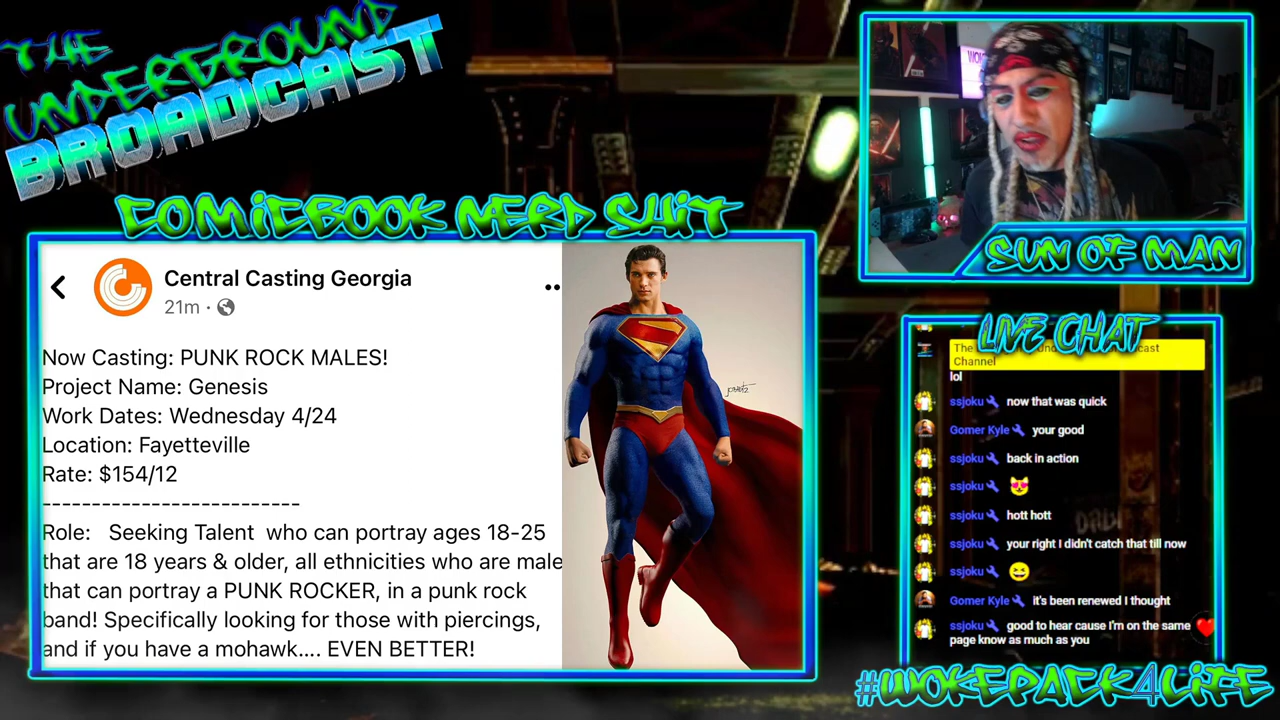 THE
UNDERGROUND
BROADCAST
COMICBOOK NERD SHIT
Central Casting Georgia
21m
Now Casting: PUNK ROCK MALES!
Project Name: Genesis
Work Dates: Wednesday 4/24
Location: Fayetteville
Rate: $154/12
-------------------------
Role: Seeking Talent who can portray ages 18-25
that are 18 years & older, all ethnicities who are male
that can portray a PUNK ROCKER, in a punk rock
band! Specifically looking for those with piercings,
and if you have a mohawk.... EVEN BETTER!
SUN OF MAN
LIVE CHAT
The
Channel
lol
ssjoku now that was quick
Gomer Kyle your good
ssjoku back in action
ssjoku 😻
ssjoku hott hott
ssjoku your right I didn't catch that till now
ssjoku 😆
Gomer Kyle it's been renewed I thought
ssjoku good to hear cause I'm on the same
page know as much as you
#WOKEPACK4LIFE